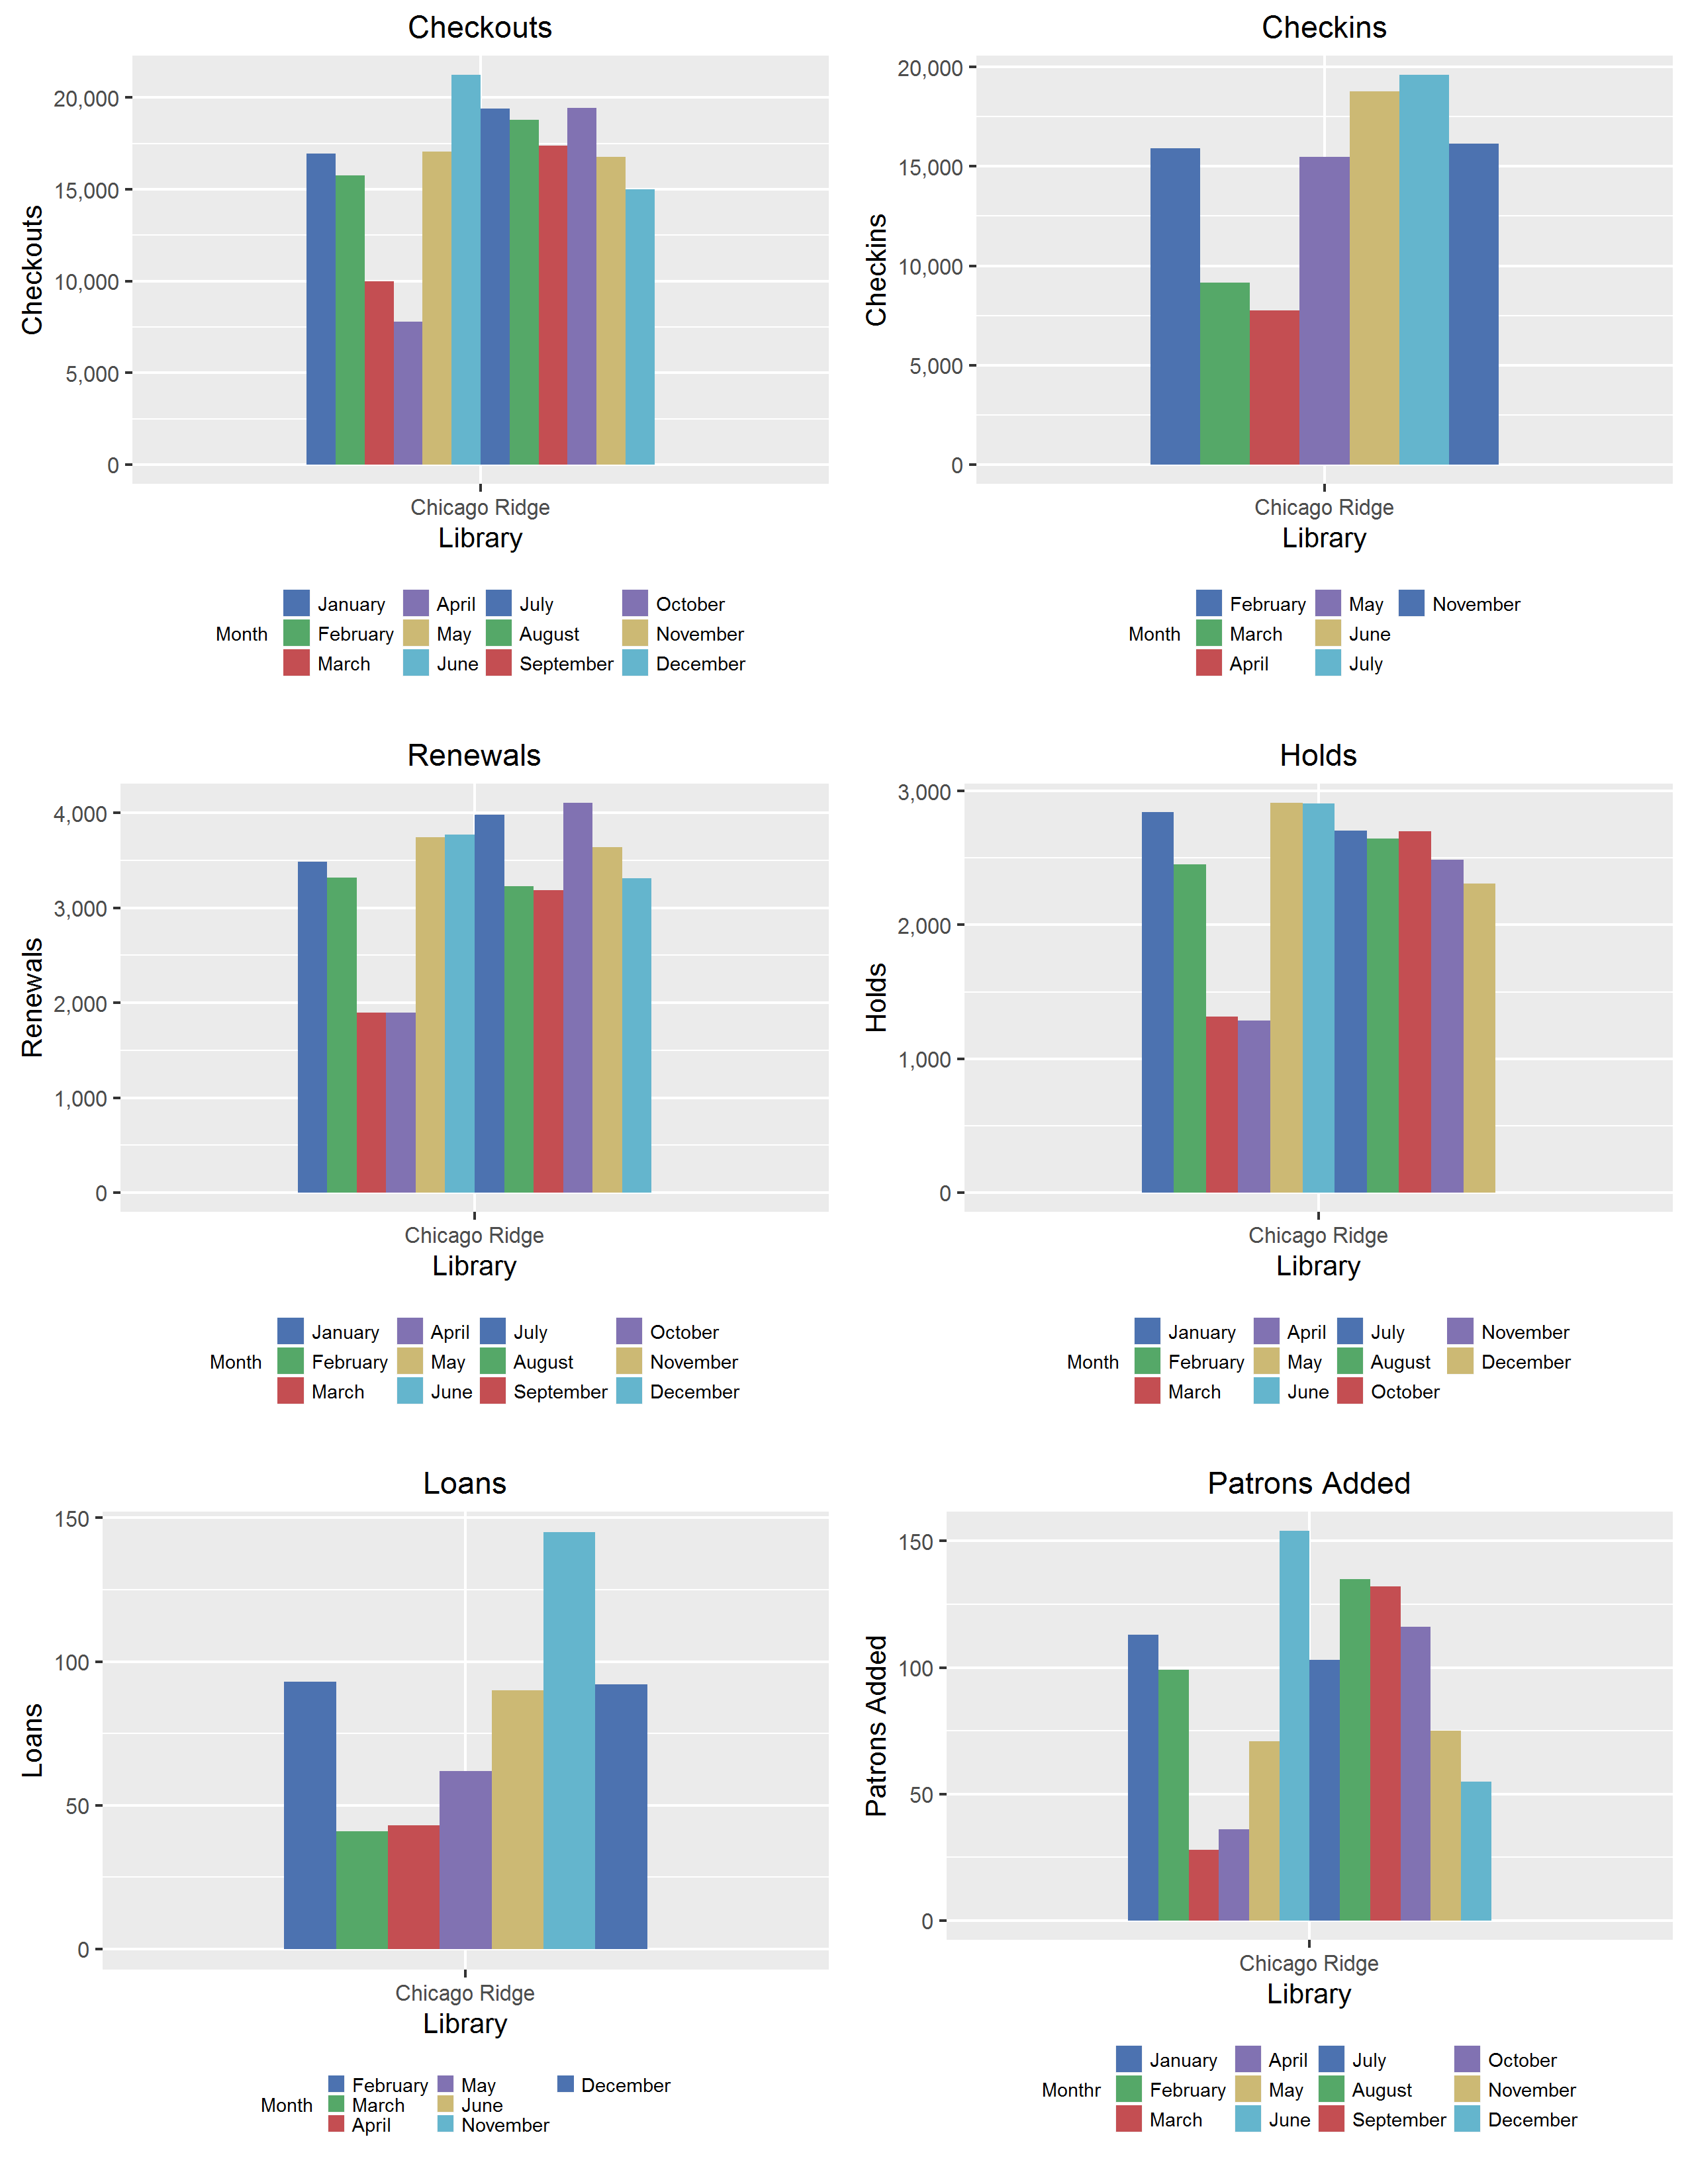 Checkouts
Checkouts
20,000
15,000
10,000
5,000
0
Chicago Ridge
Library
Month
January April July October
February May August November
March June September December
Checkins
Checkins
20,000
15,000
10,000
5,000
0
Chicago Ridge
Library
Month
February May November
March June
April July
Renewals
Renewals
4,000
3,000
2,000
1,000
0
Chicago Ridge
Library
Month
January April July October
February May August November
March June September December
Holds
Holds
3,000
2,000
1,000
0
Chicago Ridge
Library
Month
January April July November
February May August December
March June October
Loans
Loans
150
100
50
0
Chicago Ridge
Library
Month
February May December
March June
April November
Patrons Added
Patrons Added
150
100
50
0
Chicago Ridge
Library
Monthr
January April July October
February May August November
March June September December